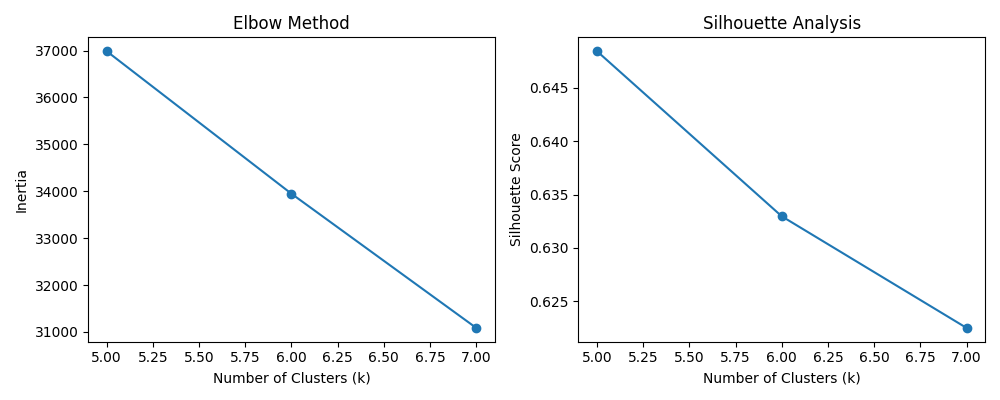 Elbow Method
37000
36000
35000
34000
33000
32000
31000
Inertia
5.00 5.25 5.50 5.75 6.00 6.25 6.50 6.75 7.00
Number of Clusters (k)
Silhouette Analysis
0.645
0.640
0.635
0.630
0.625
Silhouette Score
5.00 5.25 5.50 5.75 6.00 6.25 6.50 6.75 7.00
Number of Clusters (k)